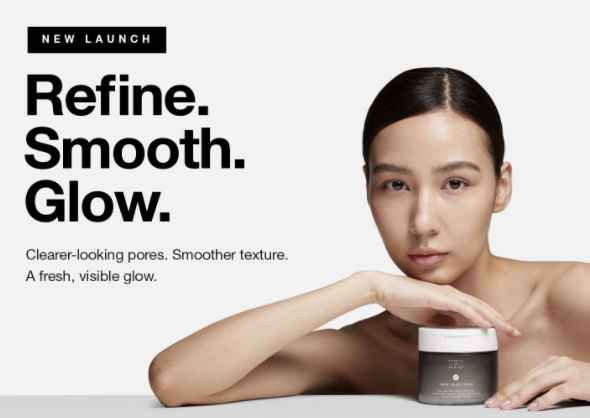 NEW LAUNCH
Refine.
Smooth.
Glow.
Clearer-looking pores. Smoother texture.
A fresh, visible glow.